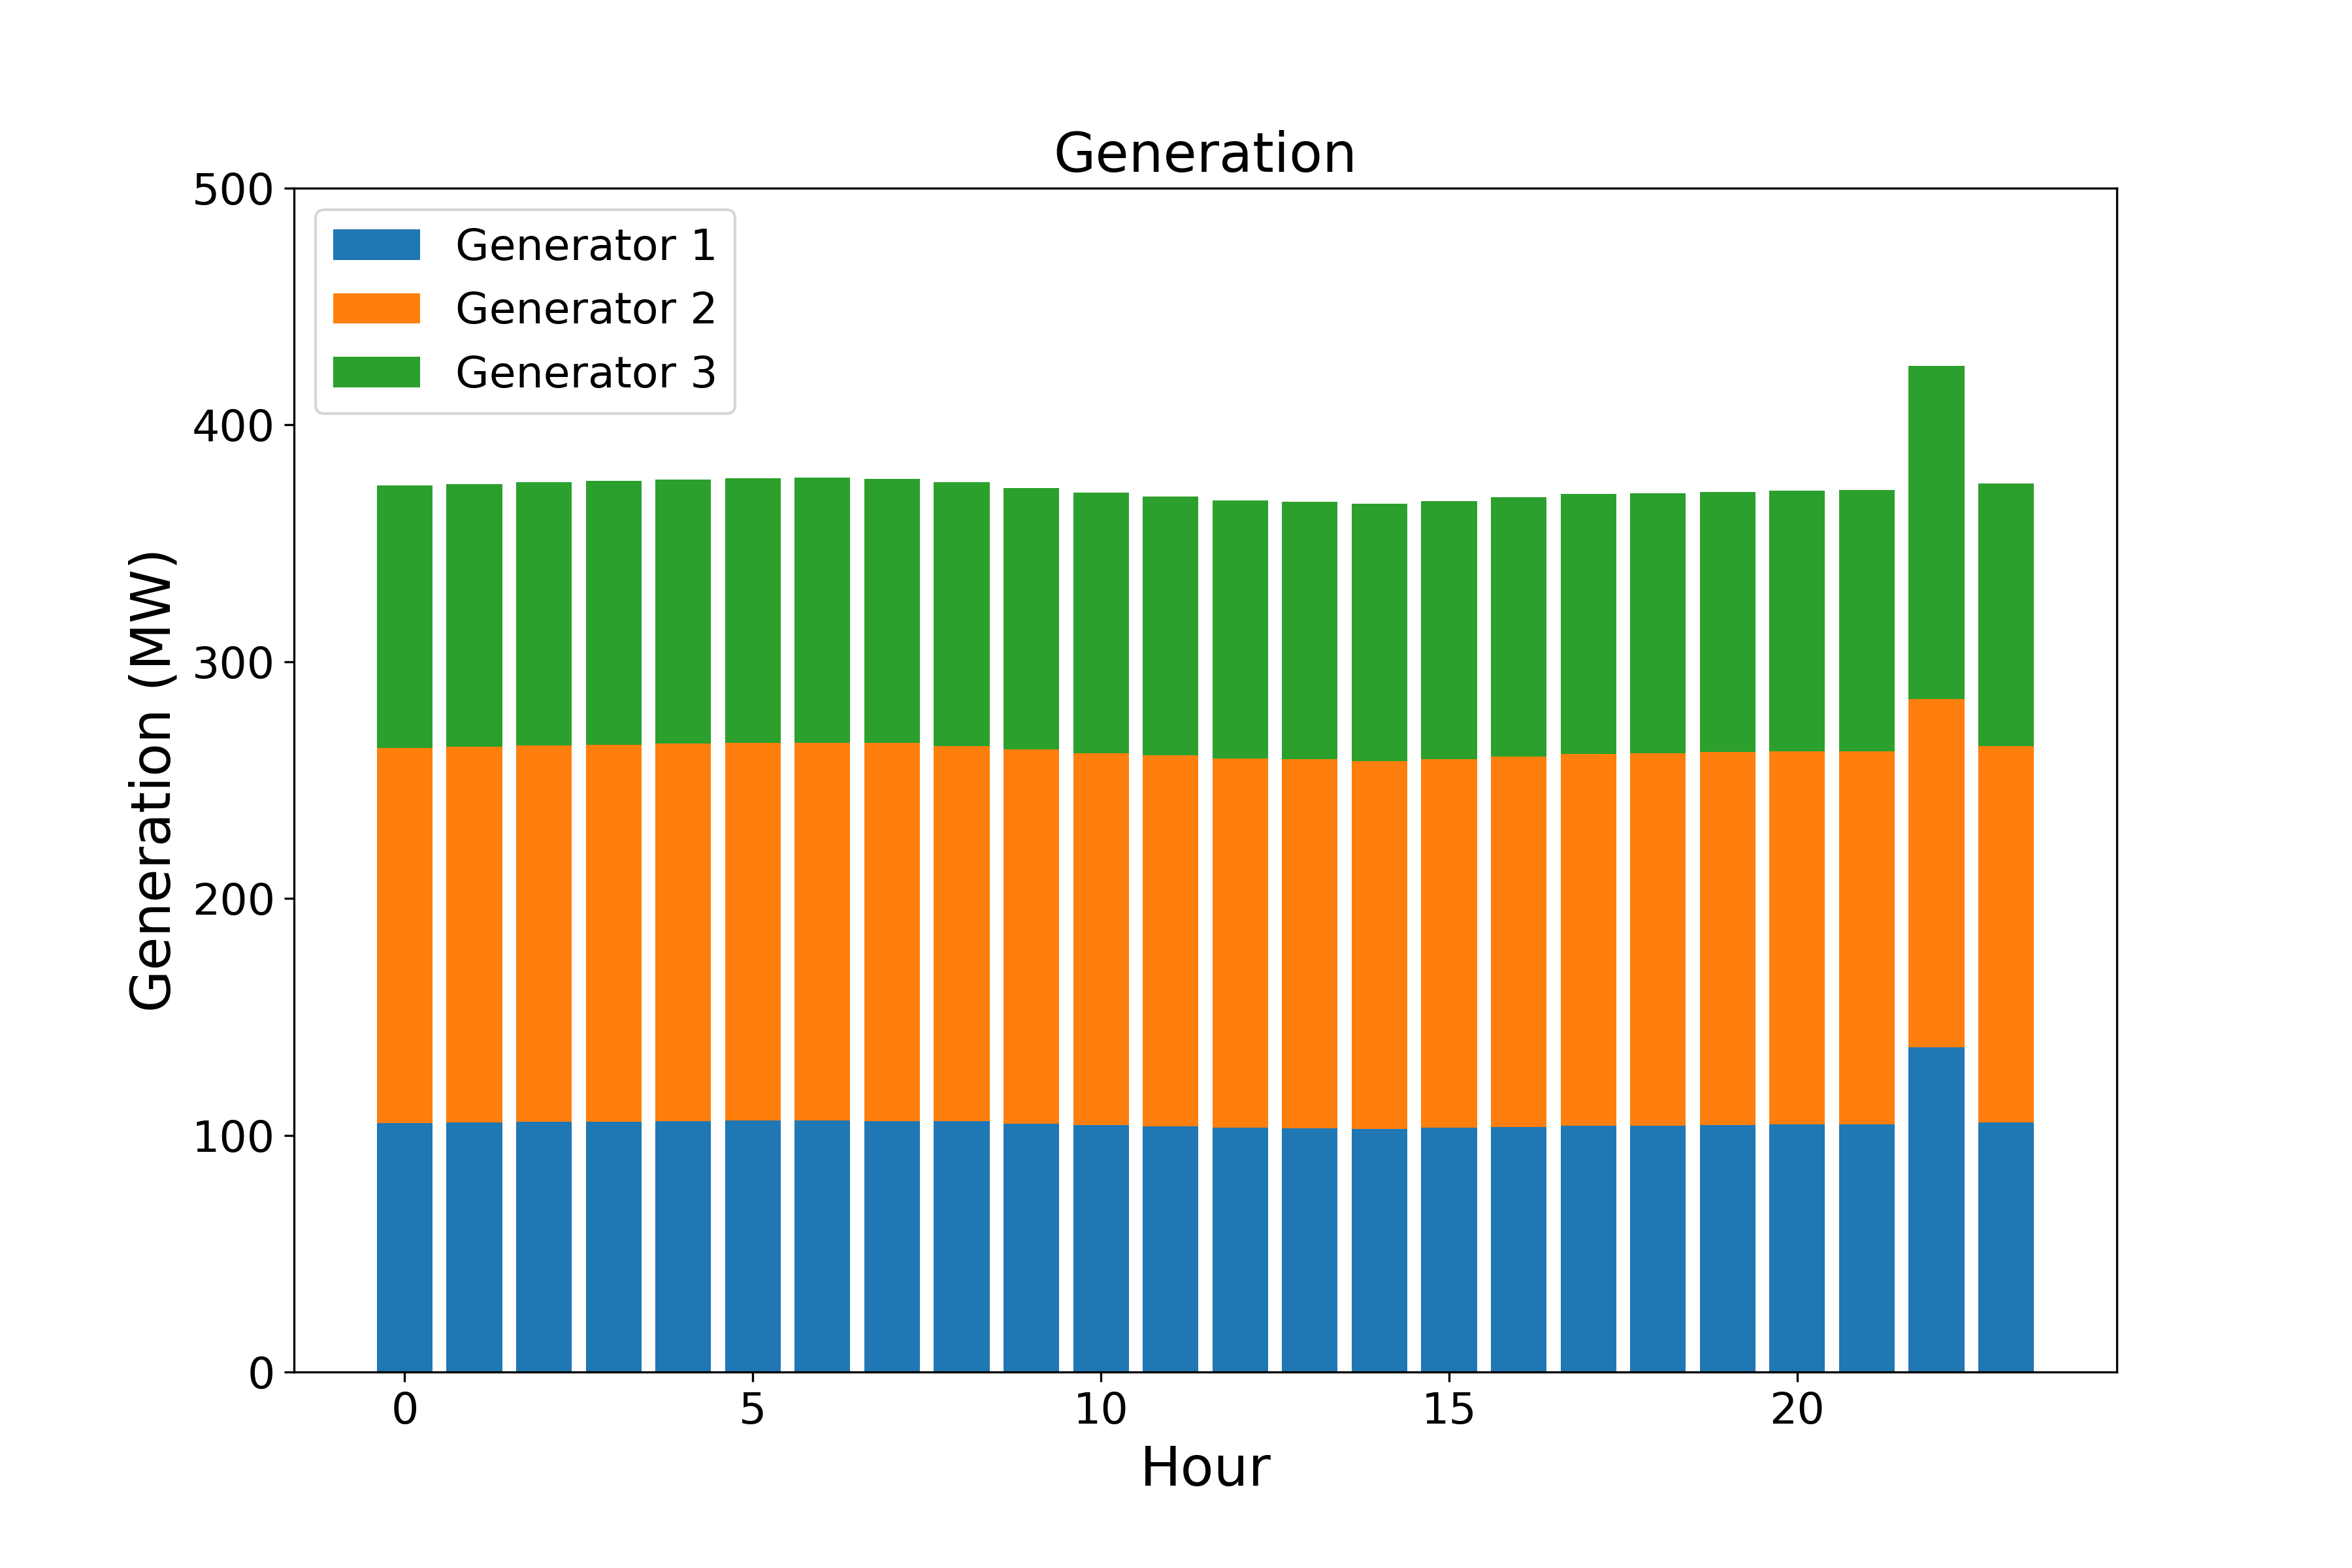 Generation
500
400
300
200
100
0
Generation (MW)
Generator 1
Generator 2
Generator 3
0 5 10 15 20
Hour